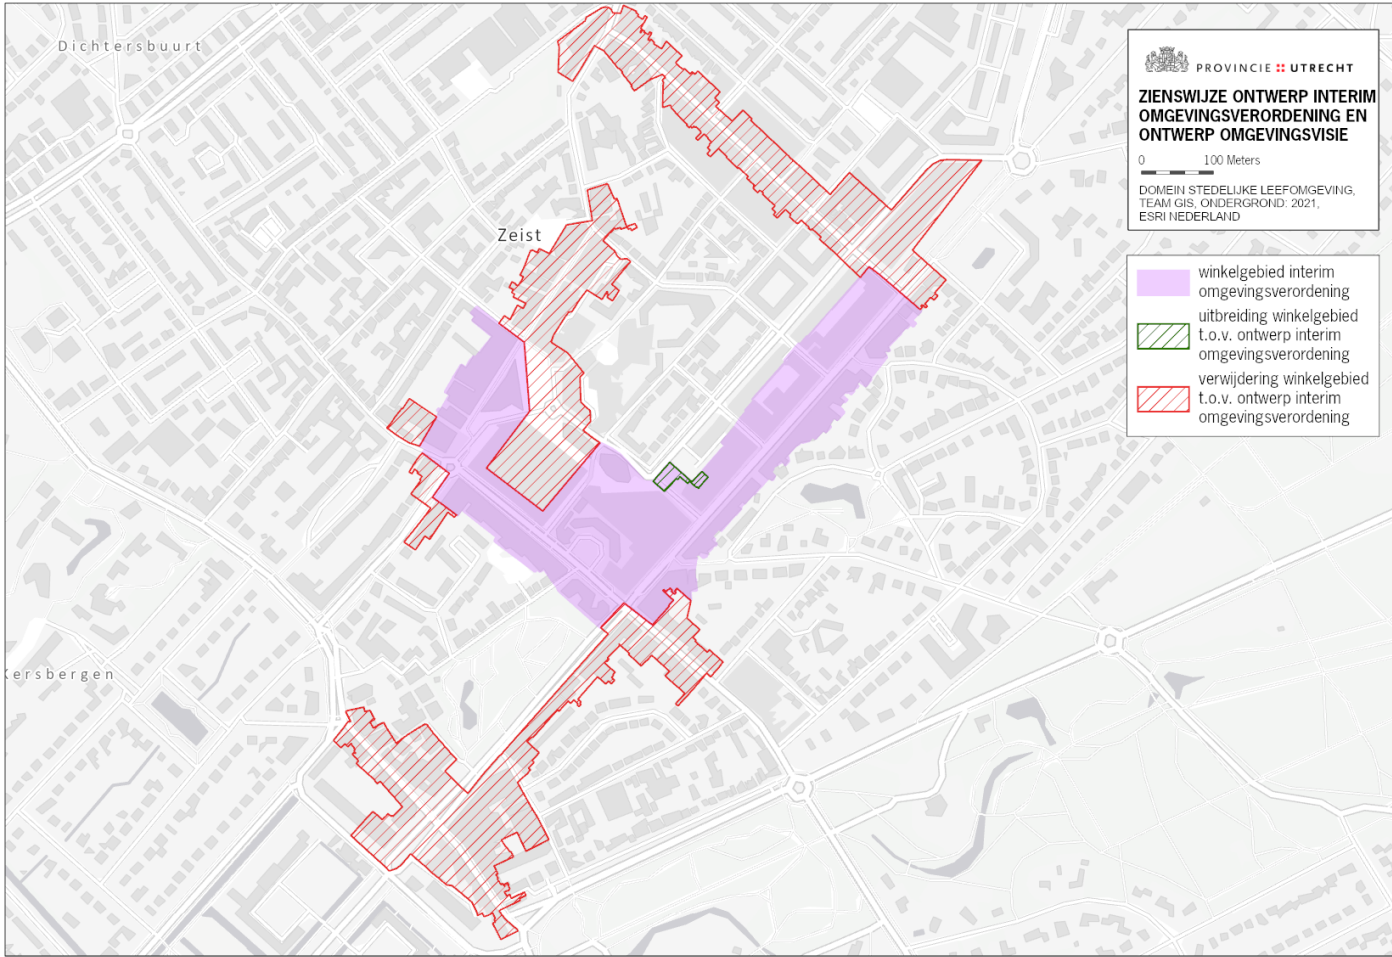 Dichtersbuurt
Zeist
Kersbergen
PROVINCIE UTRECHT
ZIENSWIJZE ONTWERP INTERIM
OMGEVINGSVERORDENING EN
ONTWERP OMGEVINGSVISIE
0 100 Meters
DOMEIN STEDELIJKE LEEFOMGEVING,
TEAM GIS, ONDERGROND: 2021,
ESRI NEDERLAND
winkelgebied interim
omgevingsverordening
uitbreiding winkelgebied
t.o.v. ontwerp interim
omgevingsverordening
verwijdering winkelgebied
t.o.v. ontwerp interim
omgevingsverordening